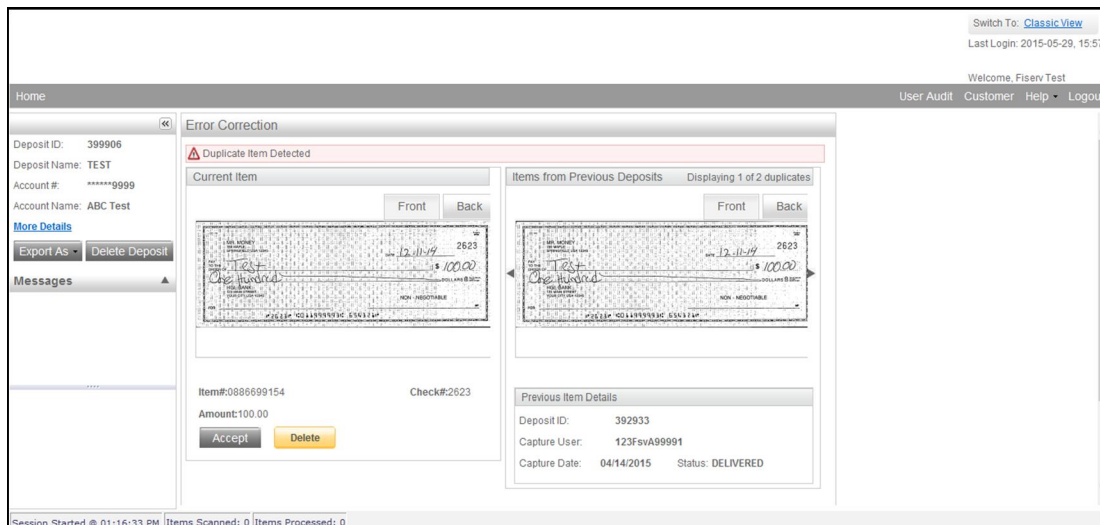 Switch To: Classic View
Last Login: 2015-05-29, 15:57
Welcome, Fiserv Test
Home User Audit Customer Help Logou
Deposit ID: 399906
Deposit Name: TEST
Account #: ******9999
Account Name: ABC Test
More Details
Export As Delete Deposit
Messages
Error Correction
Duplicate Item Detected
Current Item
Front Back
MR. MONEY
2623
DATE 12-11-14
Test $ 100.00
One Hundred DOLLARS
NON - NEGOTIABLE
Item#:0886699154 Check#:2623
Amount:100.00
Accept Delete
Items from Previous Deposits Displaying 1 of 2 duplicates
Front Back
MR. MONEY
2623
DATE 12-11-14
Test $ 100.00
One Hundred DOLLARS
NON - NEGOTIABLE
Previous Item Details
Deposit ID: 392933
Capture User: 123FsvA99991
Capture Date: 04/14/2015 Status: DELIVERED
Session Started @ 01:16:33 PM Items Scanned: 0 Items Processed: 0